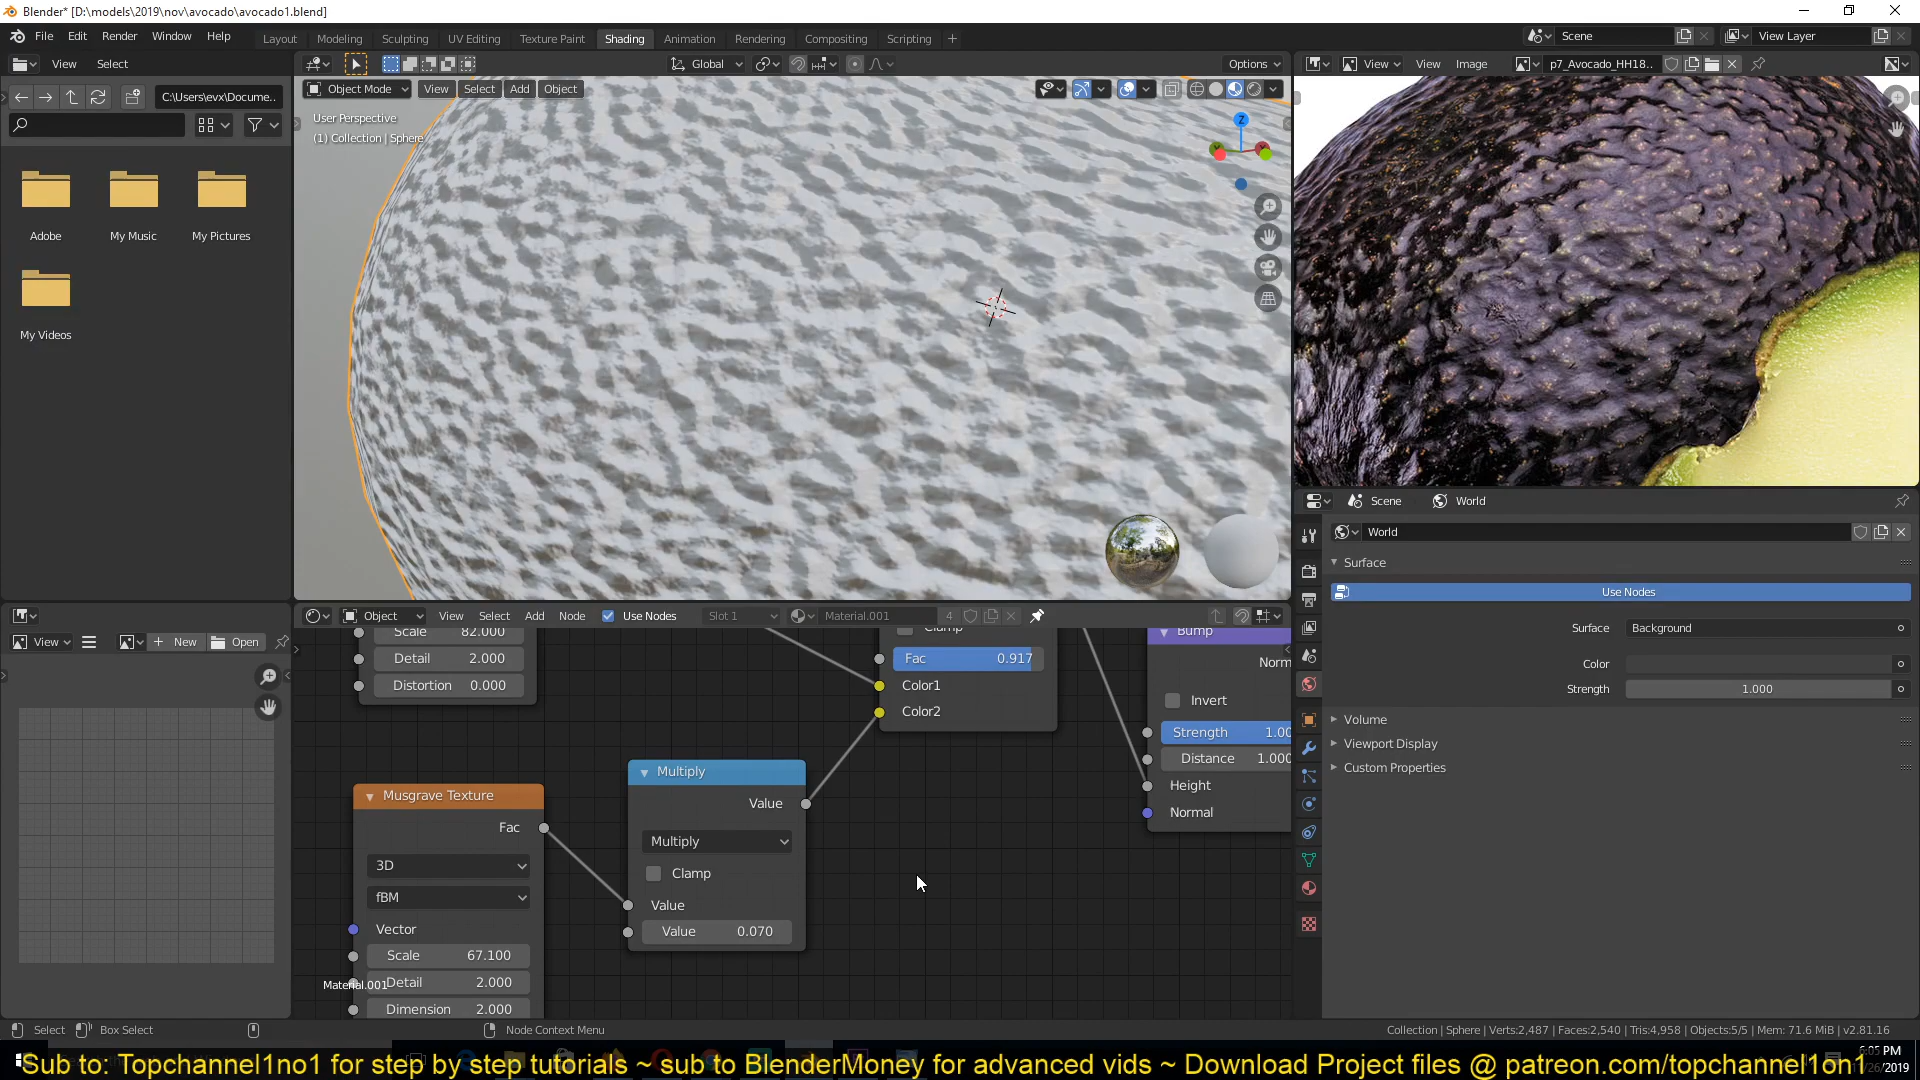 Blender* [D:\models\2019\nov\avocado\avocado1.blend]
File Edit Render Window Help
Layout Modeling Sculpting UV Editing Texture Paint Shading Animation Rendering Compositing Scripting
Scene View Layer
View Select
Global Options
View View Image p7_Avocado_HH18..
C:\Users\evx\Docume..
Object Mode View Select Add Object
User Perspective
(1) Collection | Sphere
Z
Adobe My Music My Pictures
My Videos
Scene World
World
Surface
Use Nodes
Surface Background
Color
Strength 1.000
Volume
Viewport Display
Custom Properties
View New Open
Object View Select Add Node Use Nodes Slot 1 Material.001 4
Scale 82.000
Detail 2.000
Distortion 0.000
Clamp
Fac 0.917
Color1
Color2
Bump
Norm
Invert
Strength 1.00
Distance 1.000
Height
Normal
Multiply
Value
Multiply
Clamp
Value
Value 0.070
Musgrave Texture
Fac
3D
fBM
Vector
Scale 67.100
Detail 2.000
Dimension 2.000
Material.001
Select Box Select Node Context Menu
Collection | Sphere | Verts:2,487 | Faces:2,540 | Tris:4,958 | Objects:5/5 | Mem: 71.6 MiB | v2.81.16
Sub to: Topchannel1no1 for step by step tutorials ~ sub to BlenderMoney for advanced vids ~ Download Project files @ patreon.com/topchannel1on1